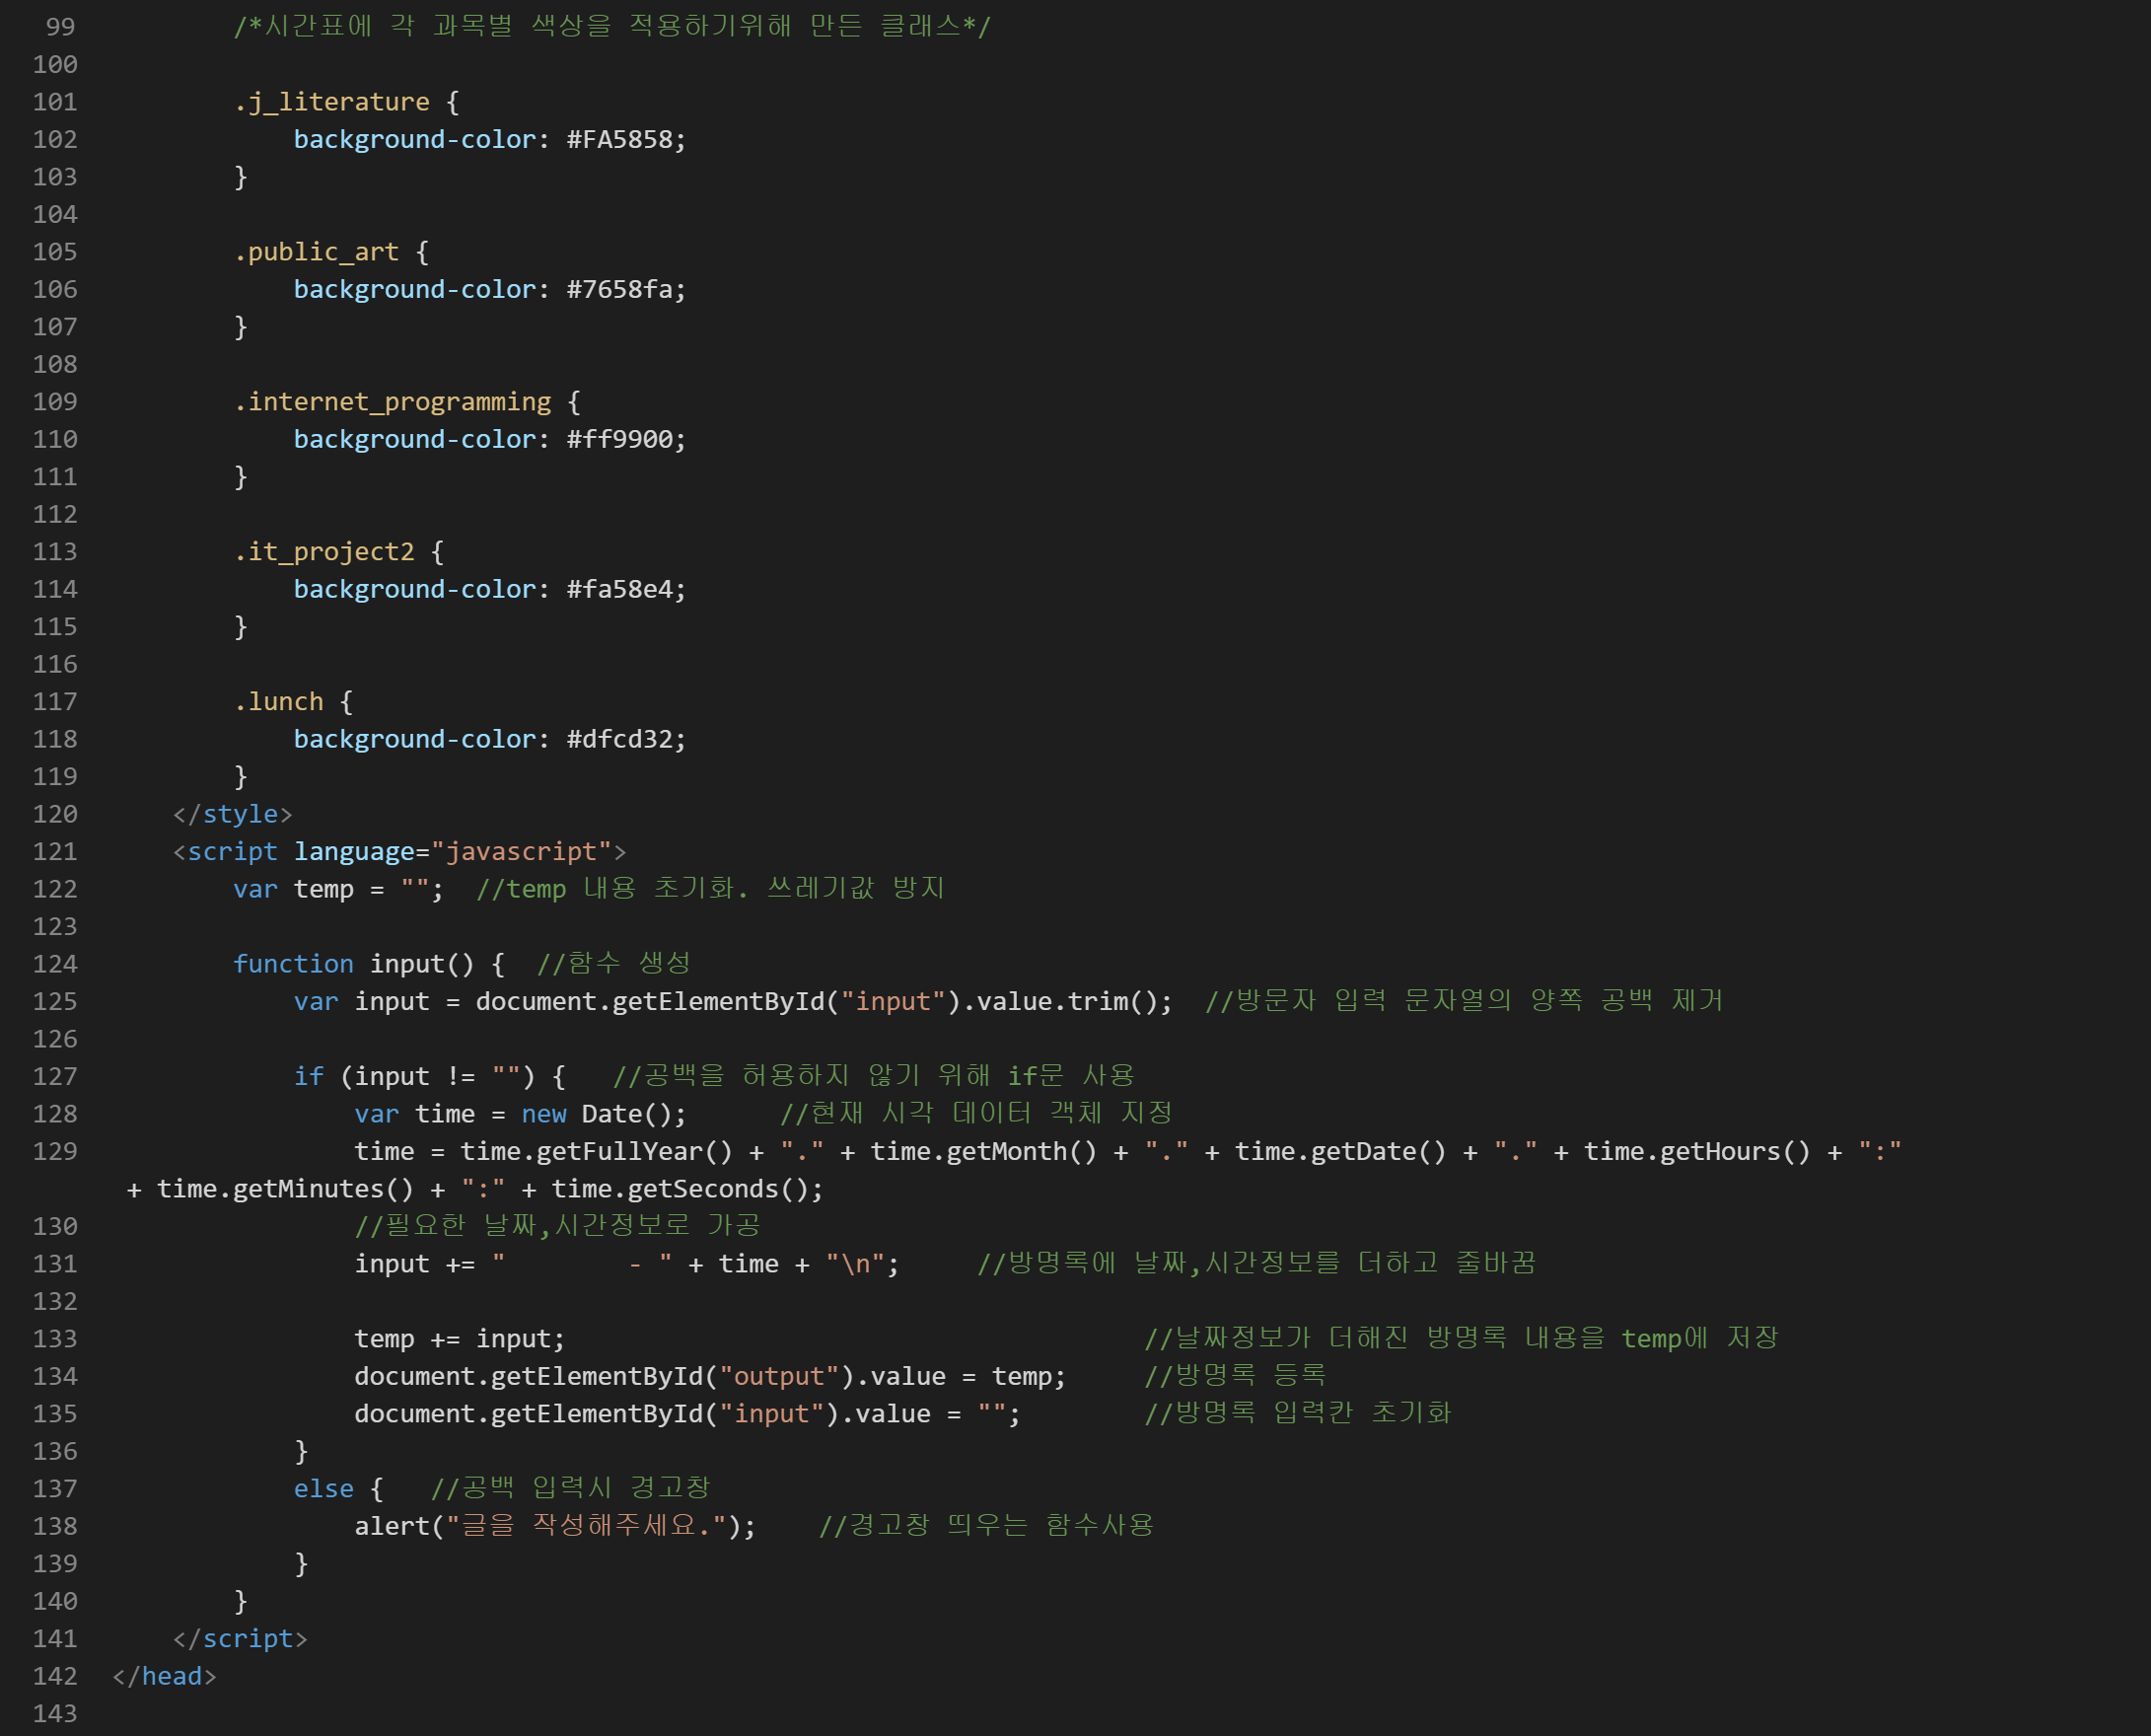 99 /*시간표에 각 과목별 색상을 적용하기위해 만든 클래스*/
100
101 .j_literature {
102 background-color: #FA5858;
103 }
104
105 .public_art {
106 background-color: #7658fa;
107 }
108
109 .internet_programming {
110 background-color: #ff9900;
111 }
112
113 .it_project2 {
114 background-color: #fa58e4;
115 }
116
117 .lunch {
118 background-color: #dfcd32;
119 }
120 </style>
121 <script language="javascript">
122 var temp = "";  //temp 내용 초기화. 쓰레기값 방지
123
124 function input() {  //함수 생성
125 var input = document.getElementById("input").value.trim();  //방문자 입력 문자열의 양쪽 공백 제거
126
127 if (input != "") {   //공백을 허용하지 않기 위해 if문 사용
128 var time = new Date();      //현재 시각 데이터 객체 지정
129 time = time.getFullYear() + "." + time.getMonth() + "." + time.getDate() + "." + time.getHours() + ":"
+ time.getMinutes() + ":" + time.getSeconds();
130 //필요한 날짜,시간정보로 가공
131 input += "        - " + time + "\n";     //방명록에 날짜,시간정보를 더하고 줄바꿈
132
133 temp += input;                                      //날짜정보가 더해진 방명록 내용을 temp에 저장
134 document.getElementById("output").value = temp;     //방명록 등록
135 document.getElementById("input").value = "";        //방명록 입력칸 초기화
136 }
137 else {   //공백 입력시 경고창
138 alert("글을 작성해주세요.");    //경고창 띄우는 함수사용
139 }
140 }
141 </script>
142 </head>
143